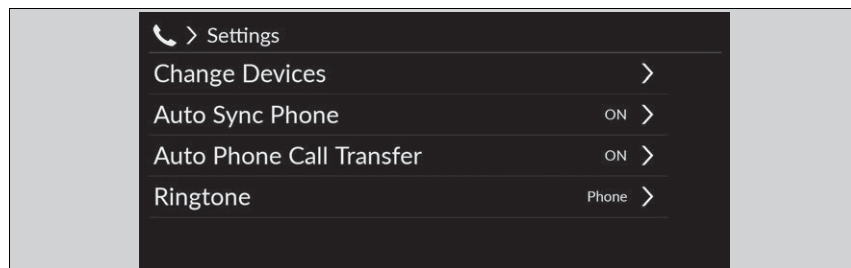 Settings
Change Devices
Auto Sync Phone ON
Auto Phone Call Transfer ON
Ringtone Phone